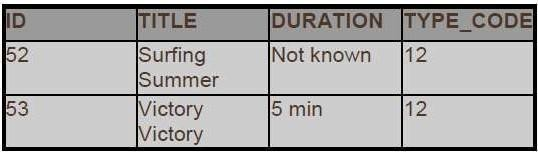 ID TITLE DURATION TYPE_CODE
52 Surfing Not known 12
Summer
53 Victory 5 min 12
Victory